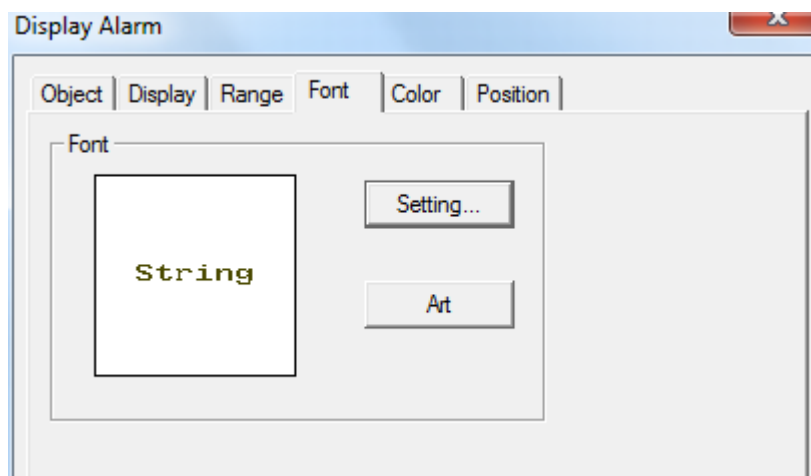 Display Alarm
Object Display Range Font Color Position
Font
Setting...
String
Art